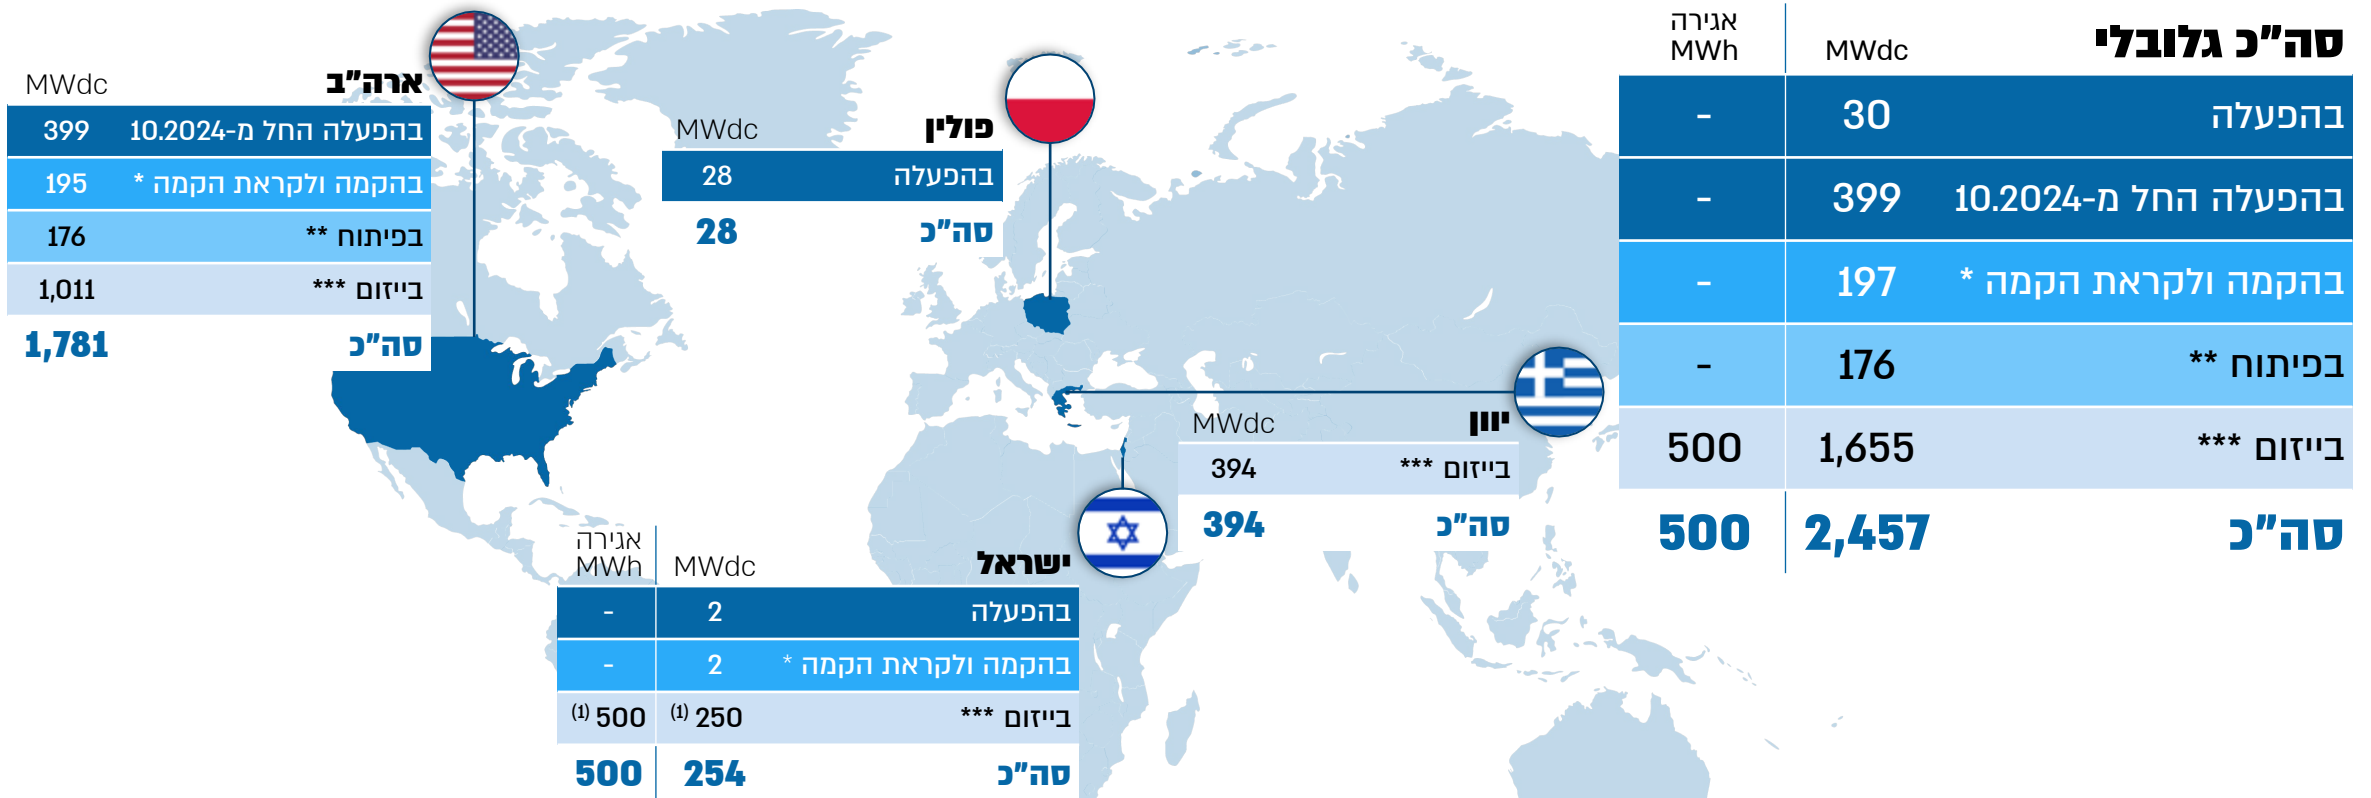 סה"כ גלובלי MWdc אגירה MWh
בהפעלה 30 -
בהפעלה החל מ-10.2024 399 -
בהקמה ולקראת הקמה * 197 -
בפיתוח ** 176 -
בייזום *** 1,655 500
סה"כ 2,457 500
יוון MWdc
בייזום *** 394
סה"כ 394
פולין MWdc
בהפעלה 28
סה"כ 28
ישראל MWdc אגירה MWh
בהפעלה 2 -
בהקמה ולקראת הקמה * 2 -
בייזום *** 250 (1) 500 (1)
סה"כ 254 500
ארה"ב MWdc
בהפעלה החל מ-10.2024 399
בהקמה ולקראת הקמה * 195
בפיתוח ** 176
בייזום *** 1,011
סה"כ 1,781